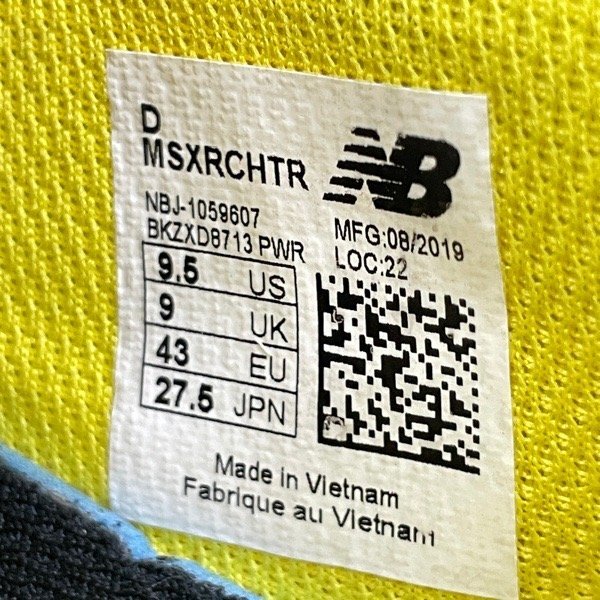 D
MSXRCHTR
NB
NBJ-1059607
BKZXD8713 PWR
MFG:08/2019
LOC:22
9.5 US
9 UK
43 EU
27.5 JPN
Made in Vietnam
Fabrique au Vietnam